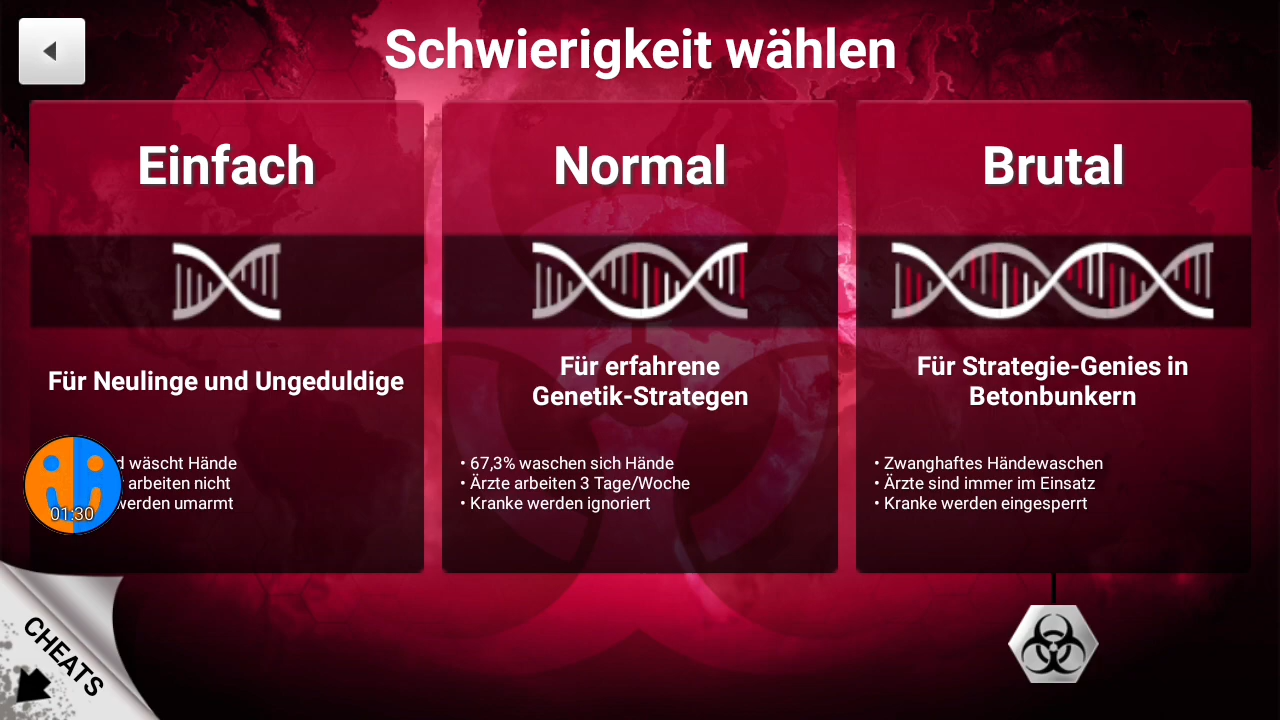 Schwierigkeit wählen
Einfach
Für Neulinge und Ungeduldige
wäscht Hände
arbeiten nicht
werden umarmt
01:30
Normal
Für erfahrene
Genetik-Strategen
• 67,3% waschen sich Hände
• Ärzte arbeiten 3 Tage/Woche
• Kranke werden ignoriert
Brutal
Für Strategie-Genies in
Betonbunkern
• Zwanghaftes Händewaschen
• Ärzte sind immer im Einsatz
• Kranke werden eingesperrt
CHEATS